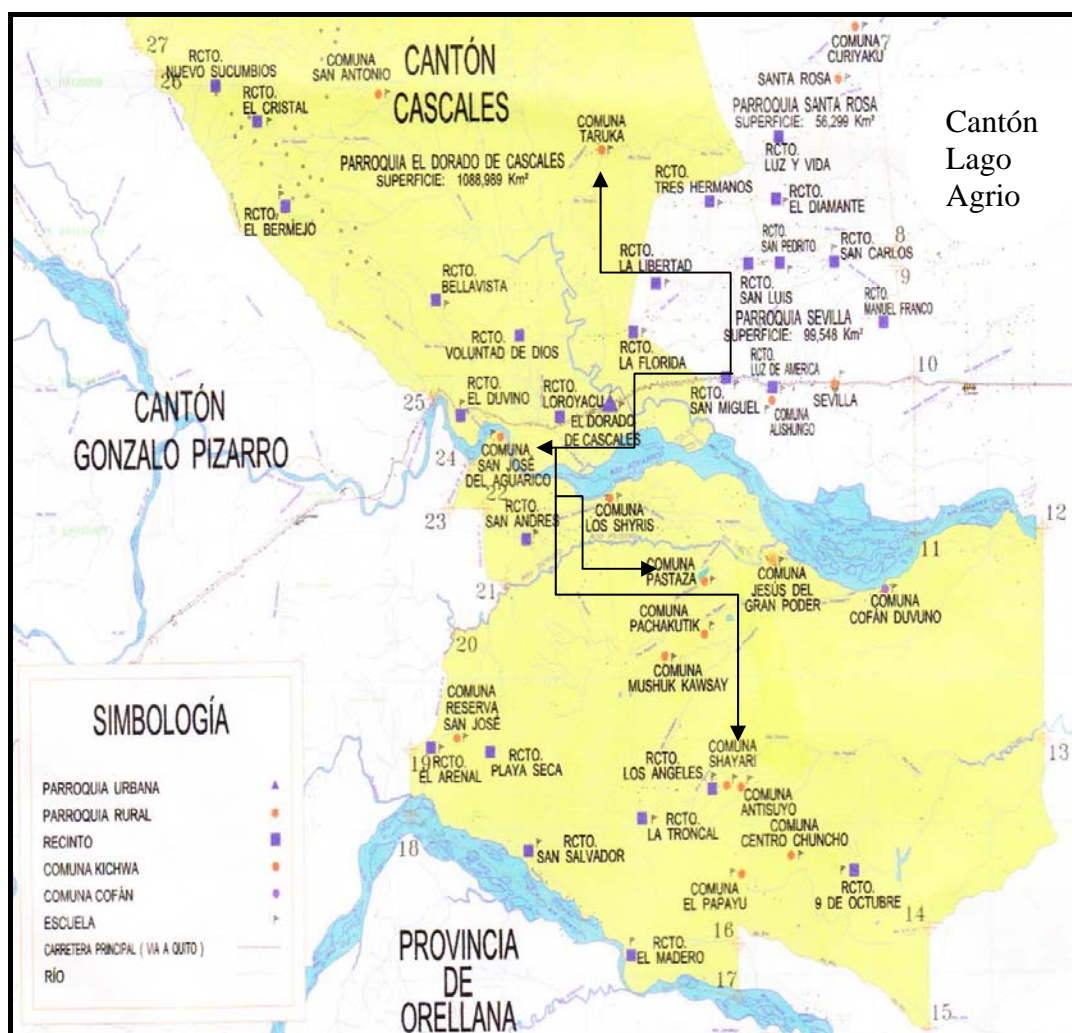 27
26
RCTO.
NUEVO SUCUMBIOS
RCTO.
EL CRISTAL
COMUNA
SAN ANTONIO
CANTÓN
CASCALES
COMUNA
TARUKA
PARROQUIA EL DORADO DE CASCALES
SUPERFICIE: 1088,989 Km²
RCTO.
EL BERMEJO
COMUNA
CURIYAKU
7
SANTA ROSA
PARROQUIA SANTA ROSA
SUPERFICIE: 56,299 Km²
RCTO.
LUZ Y VIDA
Cantón
Lago
Agrio
RCTO.
TRES HERMANOS
RCTO.
EL DIAMANTE
RCTO.
SAN PEDRITO
RCTO.
SAN CARLOS
8
9
RCTO.
LA LIBERTAD
RCTO.
SAN LUIS
RCTO.
MANUEL FRANCO
PARROQUIA SEVILLA
SUPERFICIE: 99,548 Km²
RCTO.
BELLAVISTA
RCTO.
VOLUNTAD DE DIOS
RCTO.
LA FLORIDA
RCTO.
LUZ DE AMERICA
10
RCTO.
SAN MIGUEL
SEVILLA
COMUNA
ALISHUNGO
CANTÓN
GONZALO PIZARRO
25
RCTO.
EL DUVINO
RCTO.
LOROYACU
EL DORADO
DE CASCALES
24
COMUNA
SAN JOSÉ
DEL AGUARICO
RIO AGUARICO
23
22
RCTO.
SAN ANDRES
COMUNA
LOS SHYRIS
12
11
21
COMUNA
PASTAZA
COMUNA
JESÚS DEL
GRAN PODER
COMUNA
COFÁN DUVUNO
COMUNA
PACHAKUTIK
20
COMUNA
MUSHUK KAWSAY
COMUNA
RESERVA
SAN JOSÉ
19
RCTO.
EL ARENAL
RCTO.
PLAYA SECA
RCTO.
LOS ANGELES
COMUNA
SHAYARI
13
COMUNA
ANTISUYO
RCTO.
LA TRONCAL
COMUNA
CENTRO CHUNCHO
18
RCTO.
SAN SALVADOR
COMUNA
EL PAPAYU
RCTO.
9 DE OCTUBRE
14
16
RCTO.
EL MADERO
17
15
PROVINCIA
DE
ORELLANA
SIMBOLOGÍA
PARROQUIA URBANA
PARROQUIA RURAL
RECINTO
COMUNA KICHWA
COMUNA COFÁN
ESCUELA
CARRETERA PRINCIPAL ( VIA A QUITO )
RÍO